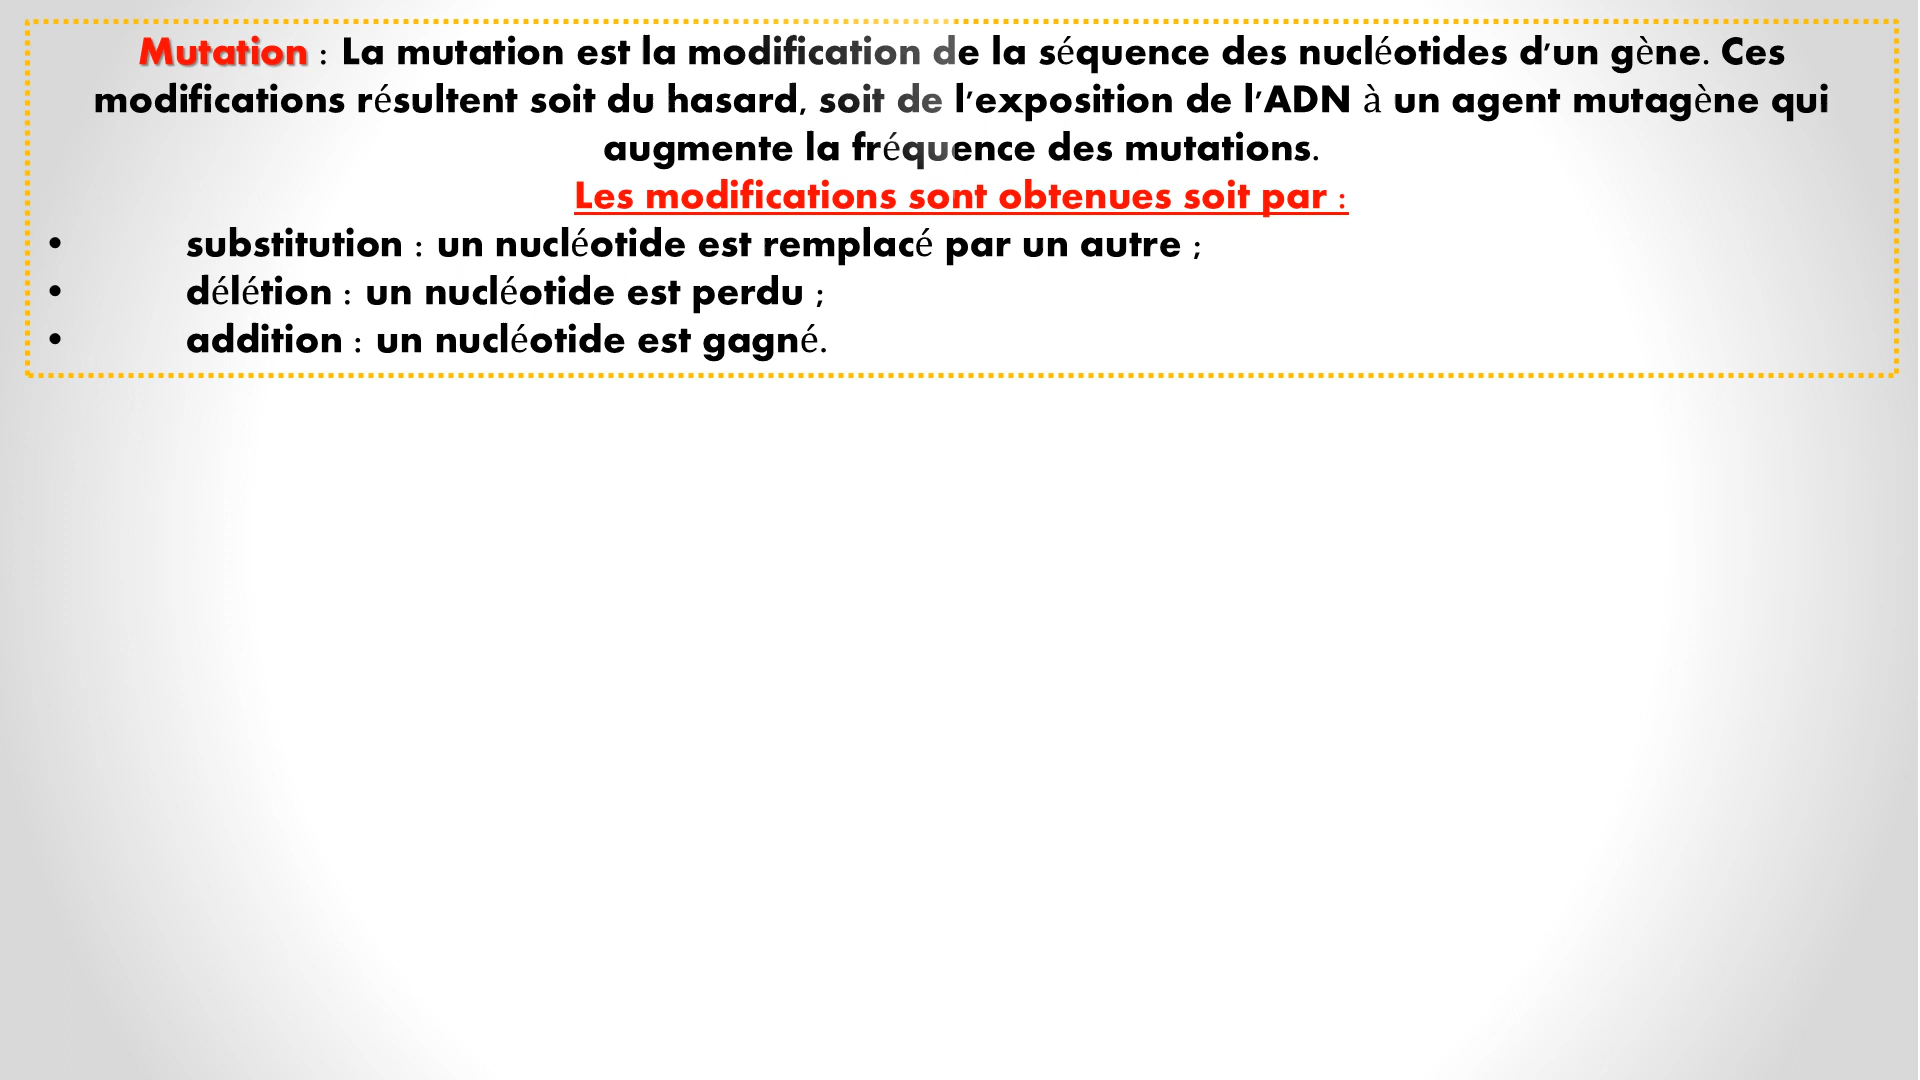 Mutation : La mutation est la modification de la séquence des nucléotides d'un gène. Ces
modifications résultent soit du hasard, soit de l'exposition de l'ADN à un agent mutagène qui
augmente la fréquence des mutations.
Les modifications sont obtenues soit par :
• substitution : un nucléotide est remplacé par un autre ;
• délétion : un nucléotide est perdu ;
• addition : un nucléotide est gagné.